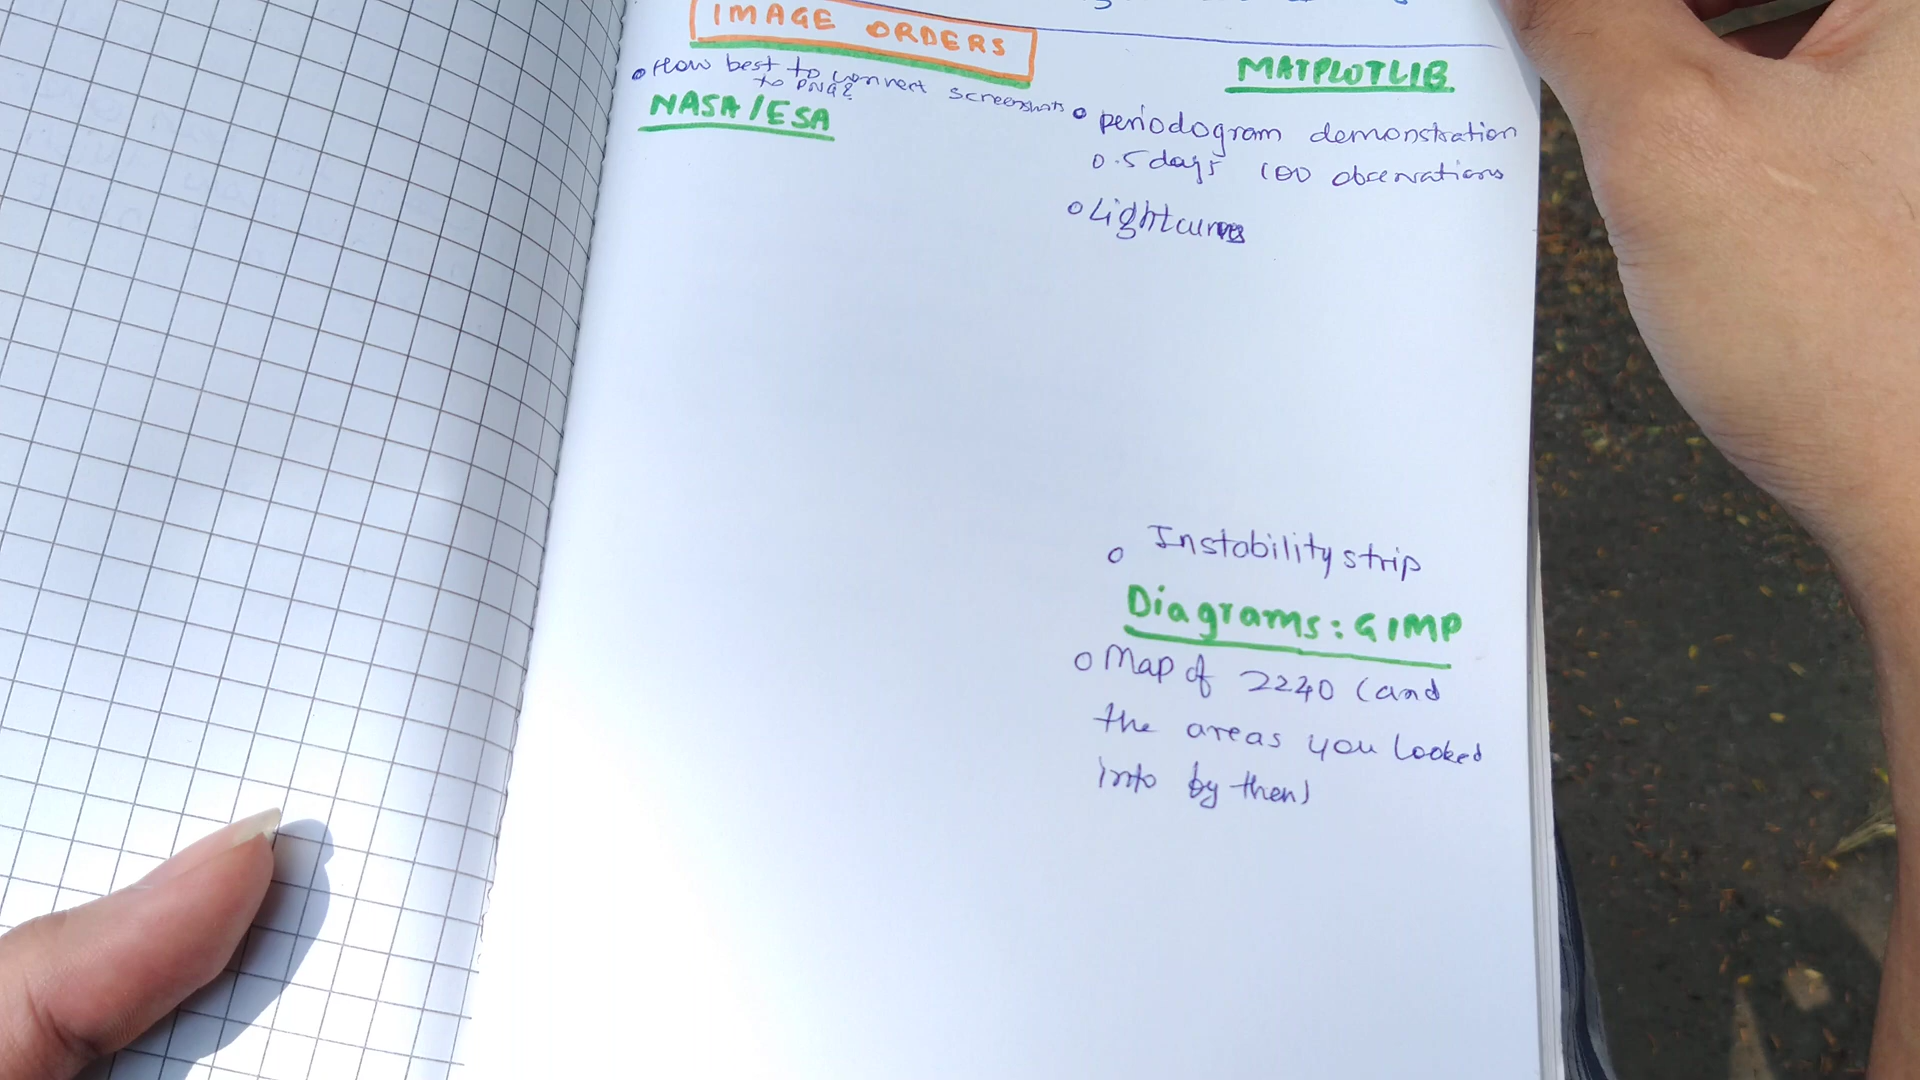 IMAGE ORDERS
How best to convert screenshots
to PNG?
NASA/ESA
MATPLOTLIB
periodogram demonstration
0.5 days 100 observations
Lightcurves
Instability strip
Diagrams: GIMP
Map of 2240 (and
the areas you looked
into by then)